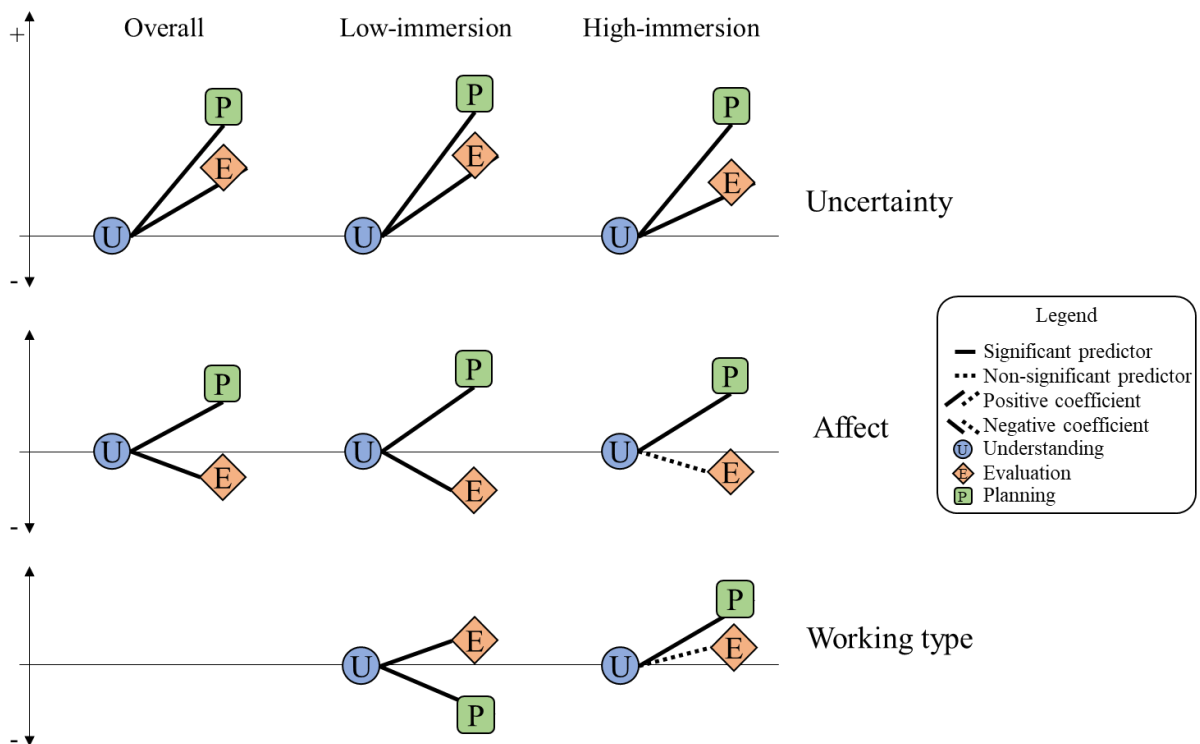 Overall Low-immersion High-immersion
+
P P P
E E E
Uncertainty
U U U
-
Legend
Significant predictor
Non-significant predictor
Positive coefficient
Negative coefficient
U Understanding
E Evaluation
P Planning
P P P
Affect
U U U
E E E
-
P
E E
Working type
U U
P
-